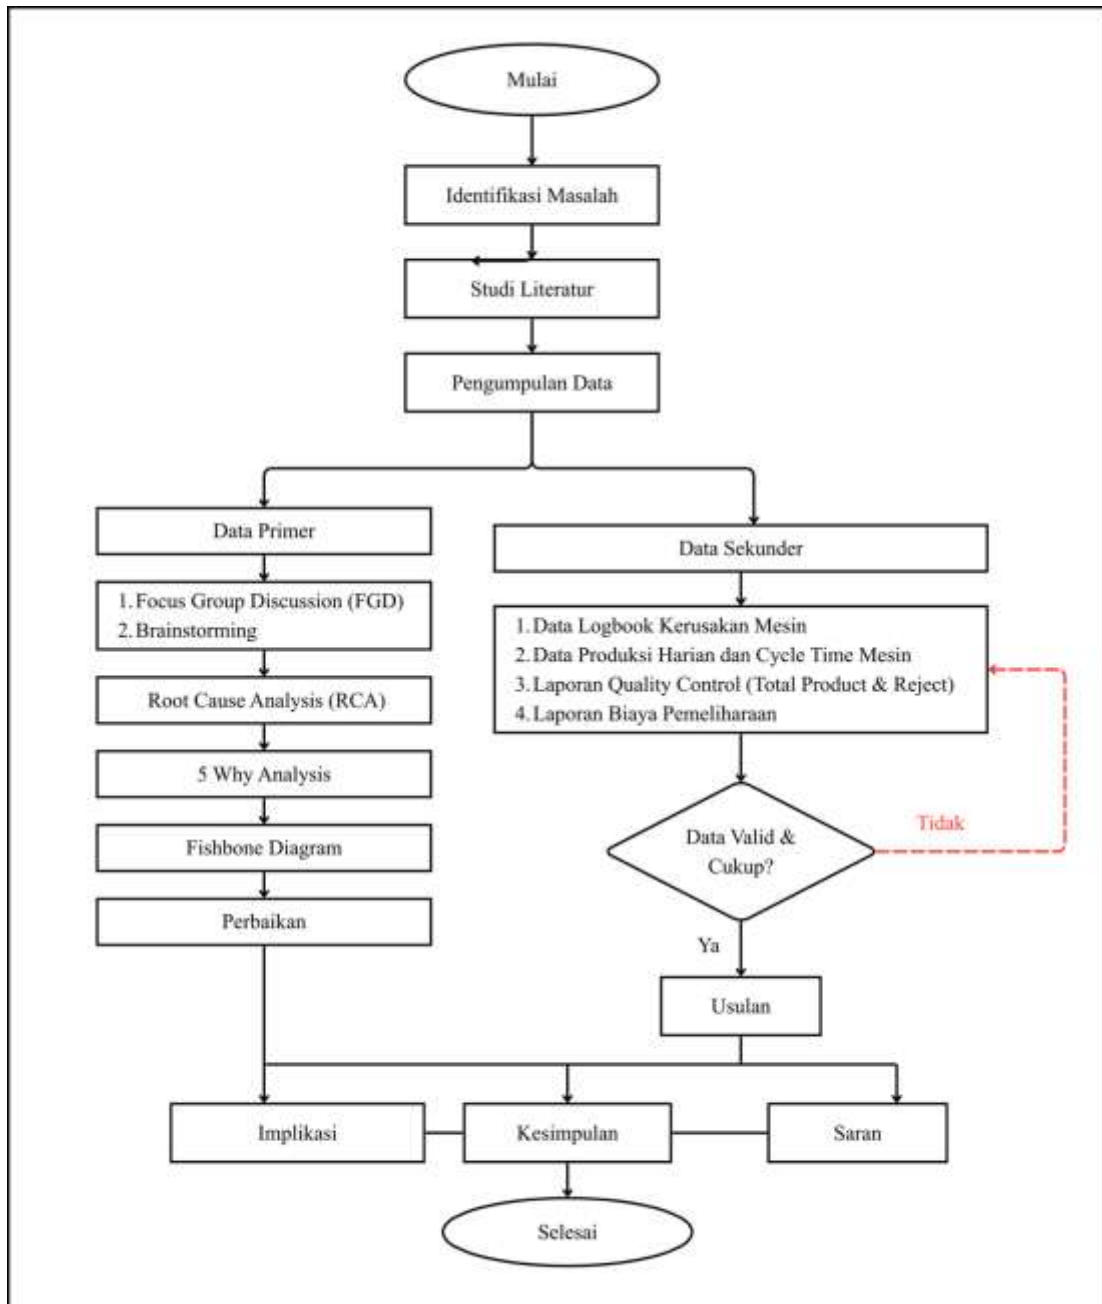 Mulai
Identifikasi Masalah
Studi Literatur
Pengumpulan Data
Data Primer
1. Focus Group Discussion (FGD)
2. Brainstorming
Root Cause Analysis (RCA)
5 Why Analysis
Fishbone Diagram
Perbaikan
Data Sekunder
1. Data Logbook Kerusakan Mesin
2. Data Produksi Harian dan Cycle Time Mesin
3. Laporan Quality Control (Total Product & Reject)
4. Laporan Biaya Pemeliharaan
Data Valid &
Cukup?
Tidak
Ya
Usulan
Implikasi
Kesimpulan
Saran
Selesai